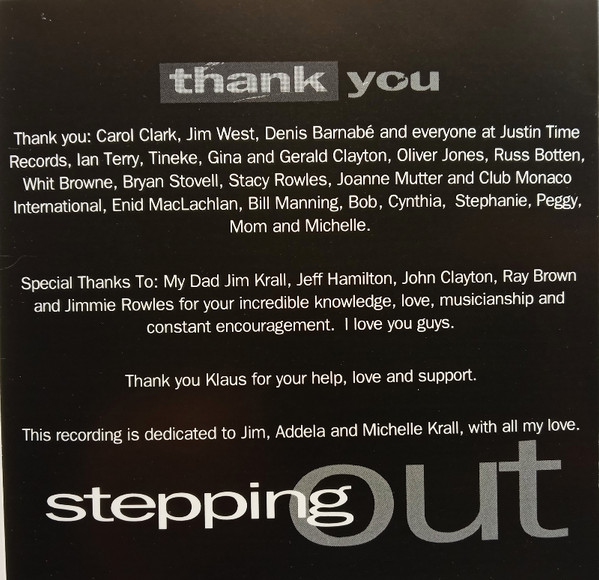 thank you
Thank you: Carol Clark, Jim West, Denis Barnabé and everyone at Justin Time
Records, Ian Terry, Tineke, Gina and Gerald Clayton, Oliver Jones, Russ Botten,
Whit Browne, Bryan Stovell, Stacy Rowles, Joanne Mutter and Club Monaco
International, Enid MacLachlan, Bill Manning, Bob, Cynthia, Stephanie, Peggy,
Mom and Michelle.
Special Thanks To: My Dad Jim Krall, Jeff Hamilton, John Clayton, Ray Brown
and Jimmie Rowles for your incredible knowledge, love, musicianship and
constant encouragement. I love you guys.
Thank you Klaus for your help, love and support.
This recording is dedicated to Jim, Addela and Michelle Krall, with all my love.
stepping out